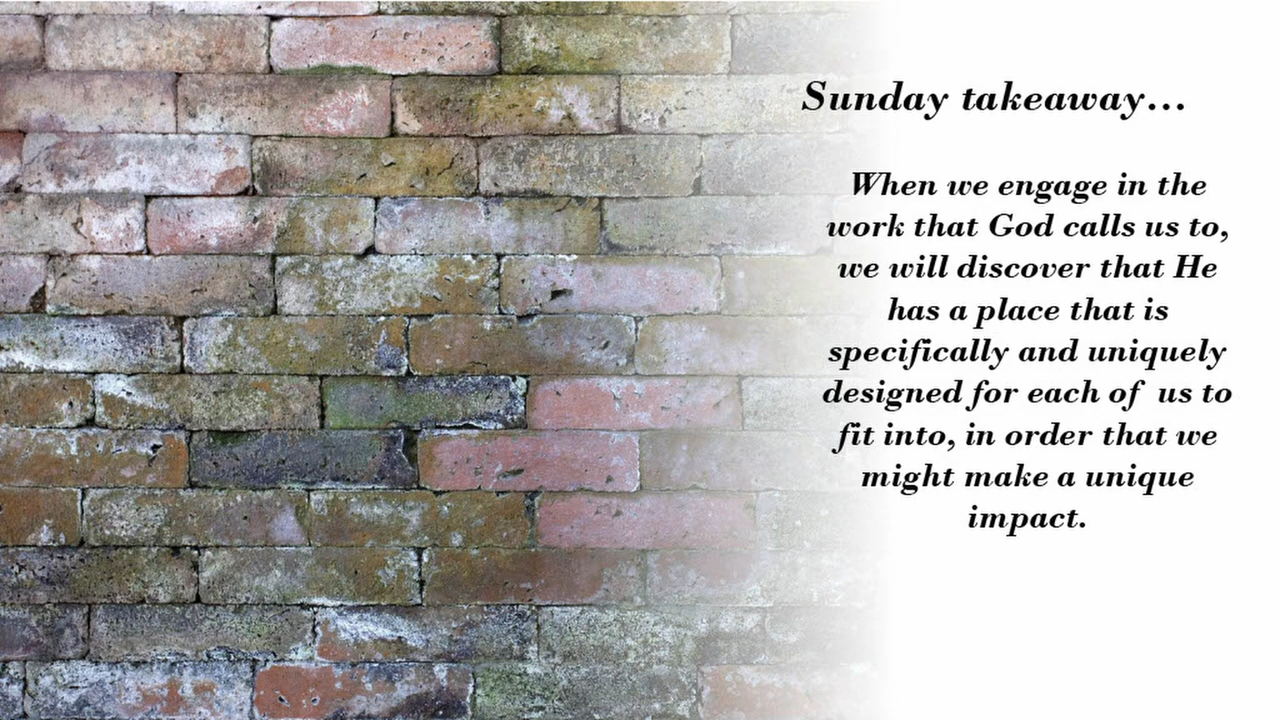 Sunday takeaway...
When we engage in the
work that God calls us to,
we will discover that He
has a place that is
specifically and uniquely
designed for each of us to
fit into, in order that we
might make a unique
impact.